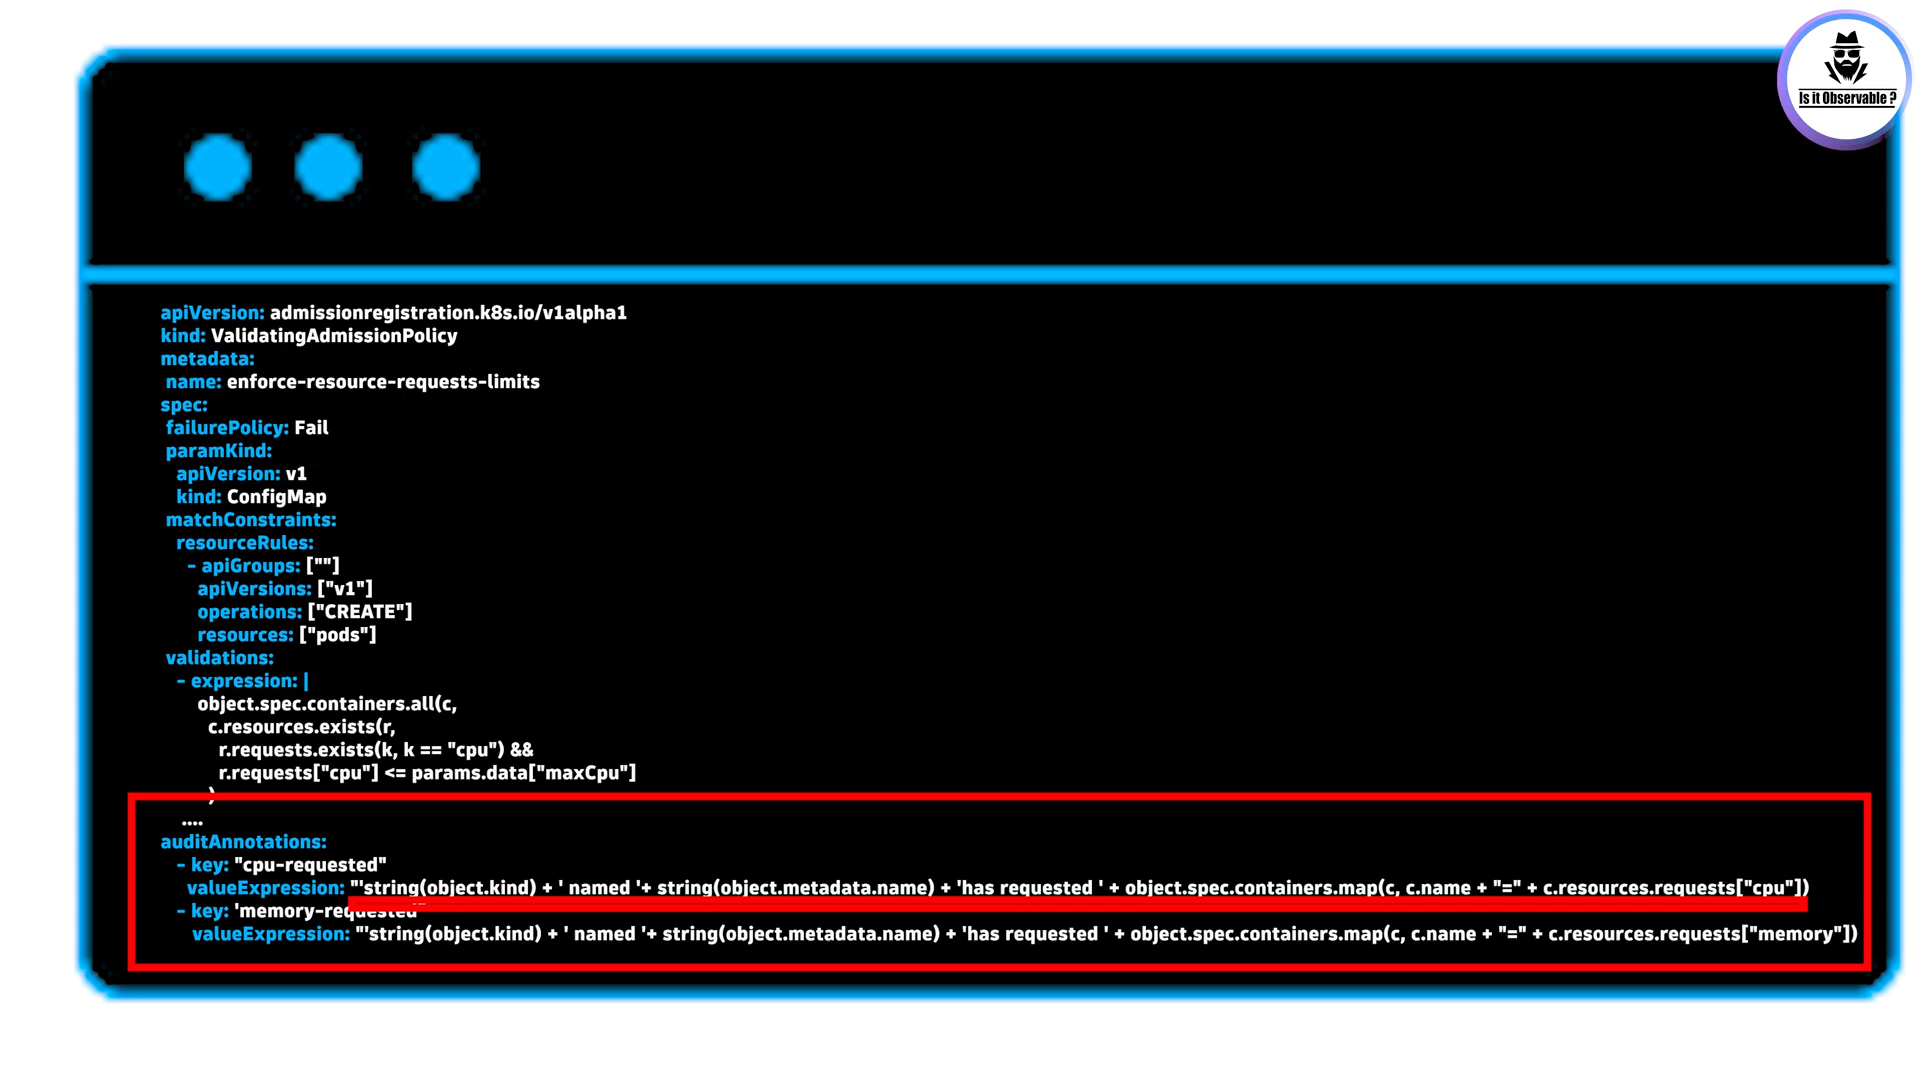 Is it Observable ?
apiVersion: admissionregistration.k8s.io/v1alpha1
kind: ValidatingAdmissionPolicy
metadata:
name: enforce-resource-requests-limits
spec:
failurePolicy: Fail
paramKind:
apiVersion: v1
kind: ConfigMap
matchConstraints:
resourceRules:
- apiGroups: [""]
apiVersions: ["v1"]
operations: ["CREATE"]
resources: ["pods"]
validations:
- expression: |
object.spec.containers.all(c,
c.resources.exists(r,
r.requests.exists(k, k == "cpu") &&
r.requests["cpu"] <= params.data["maxCpu"]
)
....
auditAnnotations:
- key: "cpu-requested"
valueExpression: "'string(object.kind) + ' named '+ string(object.metadata.name) + 'has requested ' + object.spec.containers.map(c, c.name + "=" + c.resources.requests["cpu"])
- key: 'memory-requested"
valueExpression: "'string(object.kind) + ' named '+ string(object.metadata.name) + 'has requested ' + object.spec.containers.map(c, c.name + "=" + c.resources.requests["memory"])